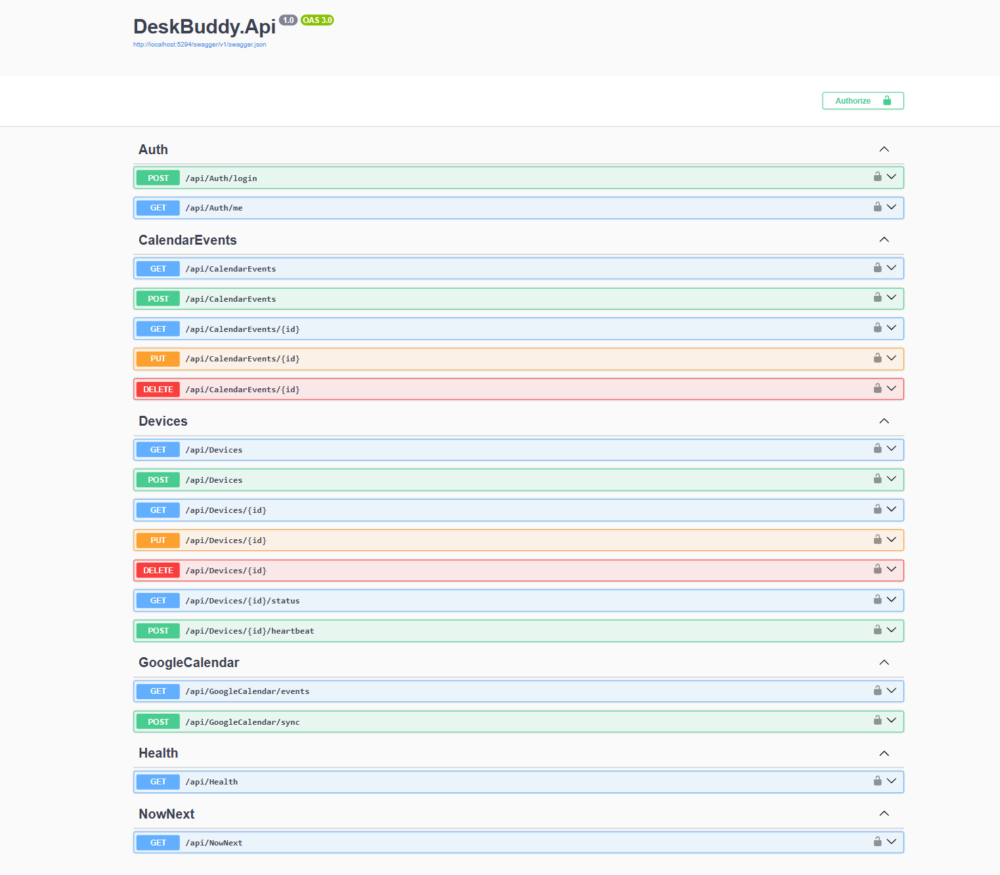 DeskBuddy.Api 1.0 OAS 3.0
http://localhost:5294/swagger/v1/swagger.json
Authorize
Auth
POST /api/Auth/login
GET /api/Auth/me
CalendarEvents
GET /api/CalendarEvents
POST /api/CalendarEvents
GET /api/CalendarEvents/{id}
PUT /api/CalendarEvents/{id}
DELETE /api/CalendarEvents/{id}
Devices
GET /api/Devices
POST /api/Devices
GET /api/Devices/{id}
PUT /api/Devices/{id}
DELETE /api/Devices/{id}
GET /api/Devices/{id}/status
POST /api/Devices/{id}/heartbeat
GoogleCalendar
GET /api/GoogleCalendar/events
POST /api/GoogleCalendar/sync
Health
GET /api/Health
NowNext
GET /api/NowNext